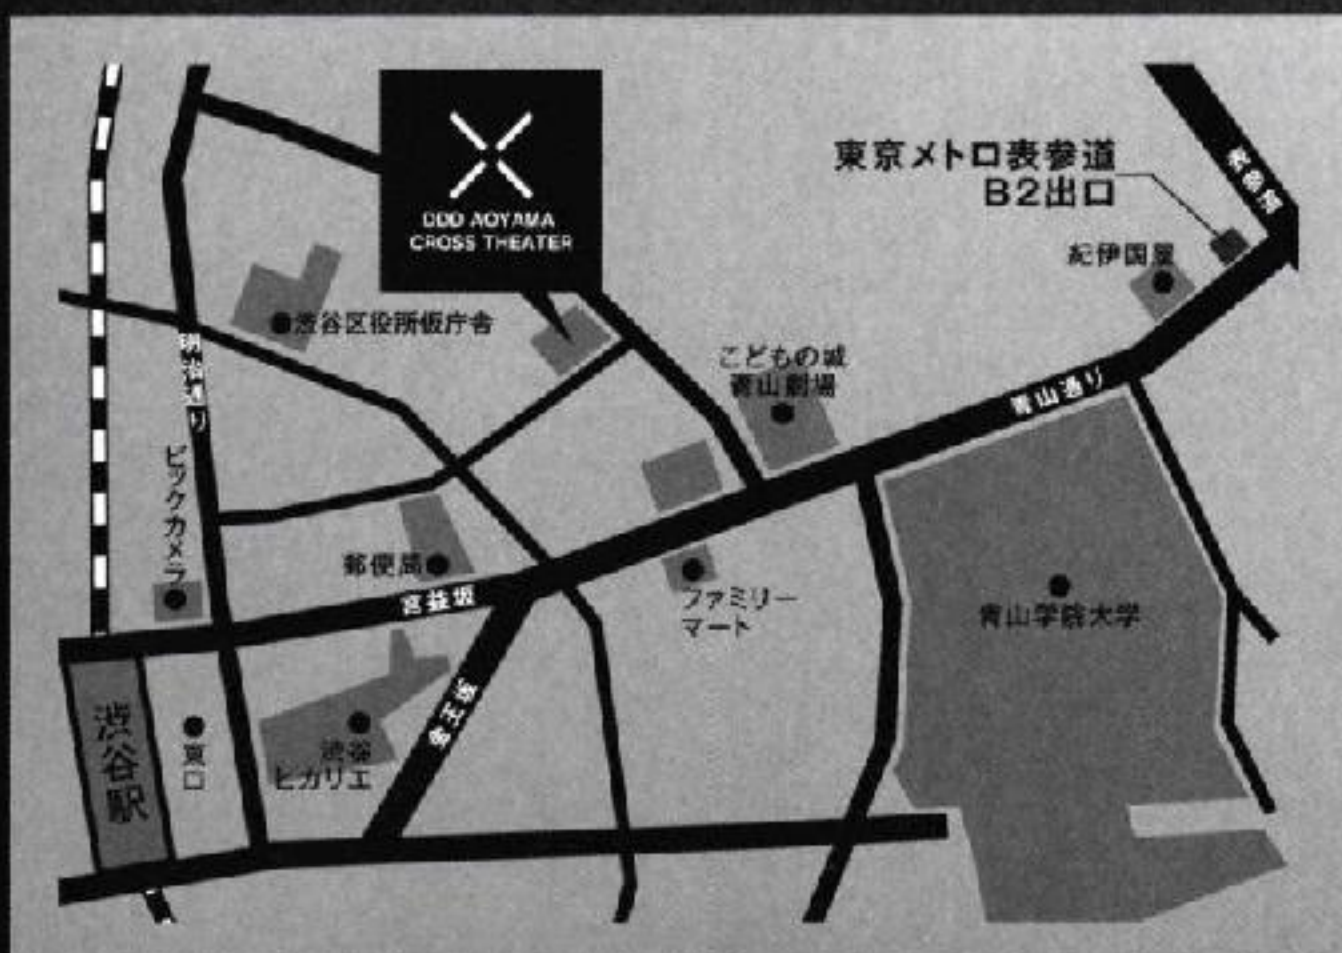 DDD AOYAMA
CROSS THEATER
東京メトロ表参道
B2出口
表参道
紀伊国屋
渋谷区役所仮庁舎
明治通り
こどもの城
青山劇場
青山通り
ビックカメラ
郵便局
宮益坂
ファミリー
マート
青山学院大学
金王坂
渋谷駅
東口
渋谷
ヒカリエ